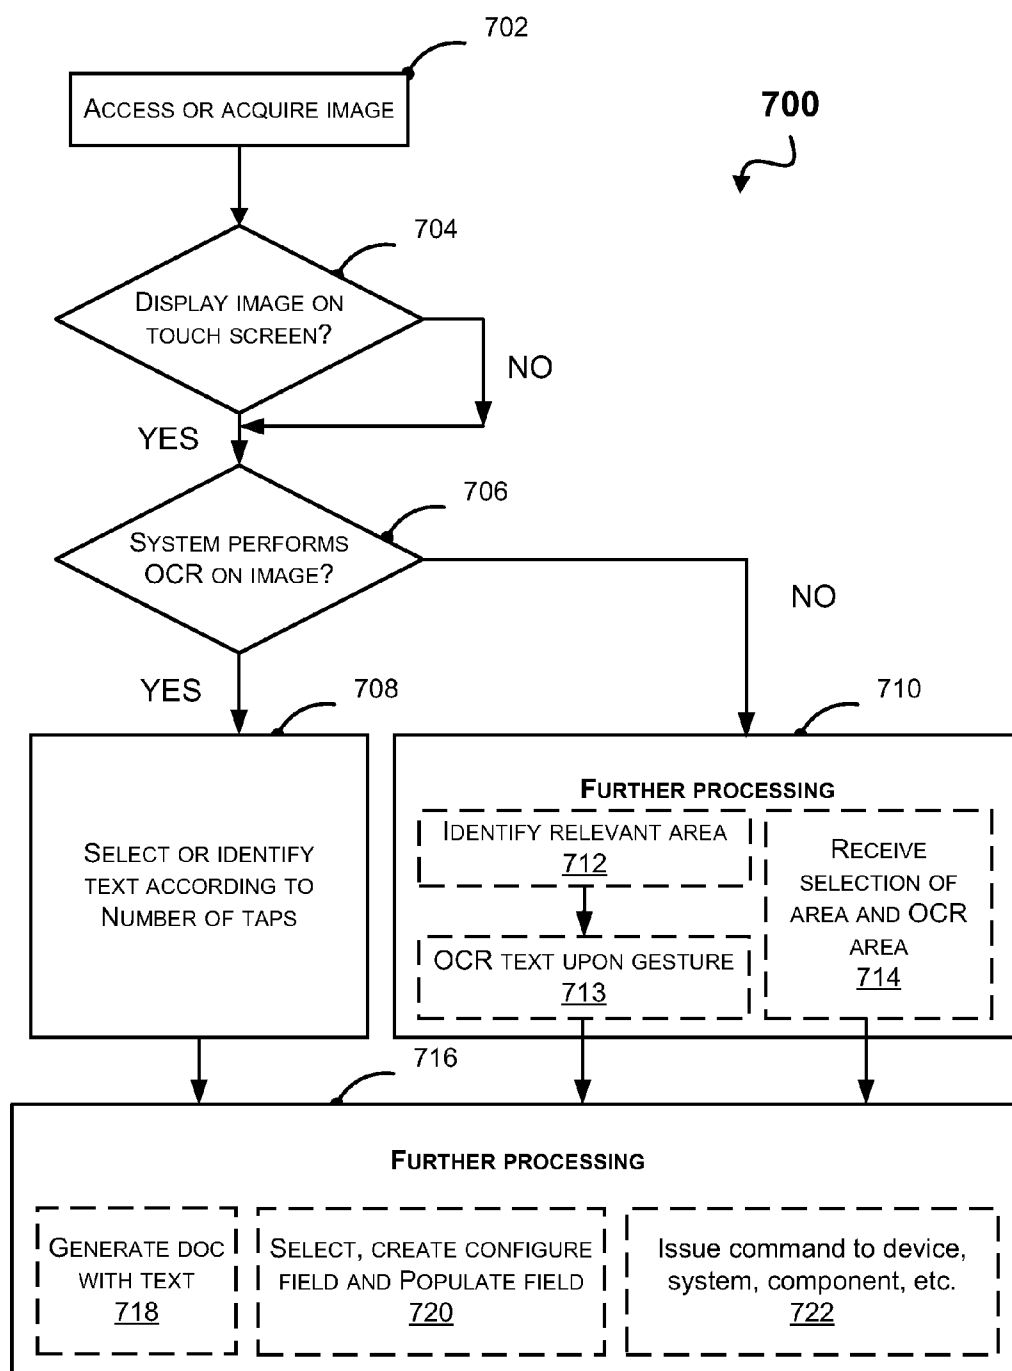 702
ACCESS OR ACQUIRE IMAGE
700
704
DISPLAY IMAGE ON
TOUCH SCREEN?
NO
YES
706
SYSTEM PERFORMS
OCR ON IMAGE?
NO
YES
708
710
SELECT OR IDENTIFY
TEXT ACCORDING TO
NUMBER OF TAPS
FURTHER PROCESSING
IDENTIFY RELEVANT AREA
712
OCR TEXT UPON GESTURE
713
RECEIVE
SELECTION OF
AREA AND OCR
AREA
714
716
FURTHER PROCESSING
GENERATE DOC
WITH TEXT
718
SELECT, CREATE CONFIGURE
FIELD AND POPULATE FIELD
720
Issue command to device,
system, component, etc.
722